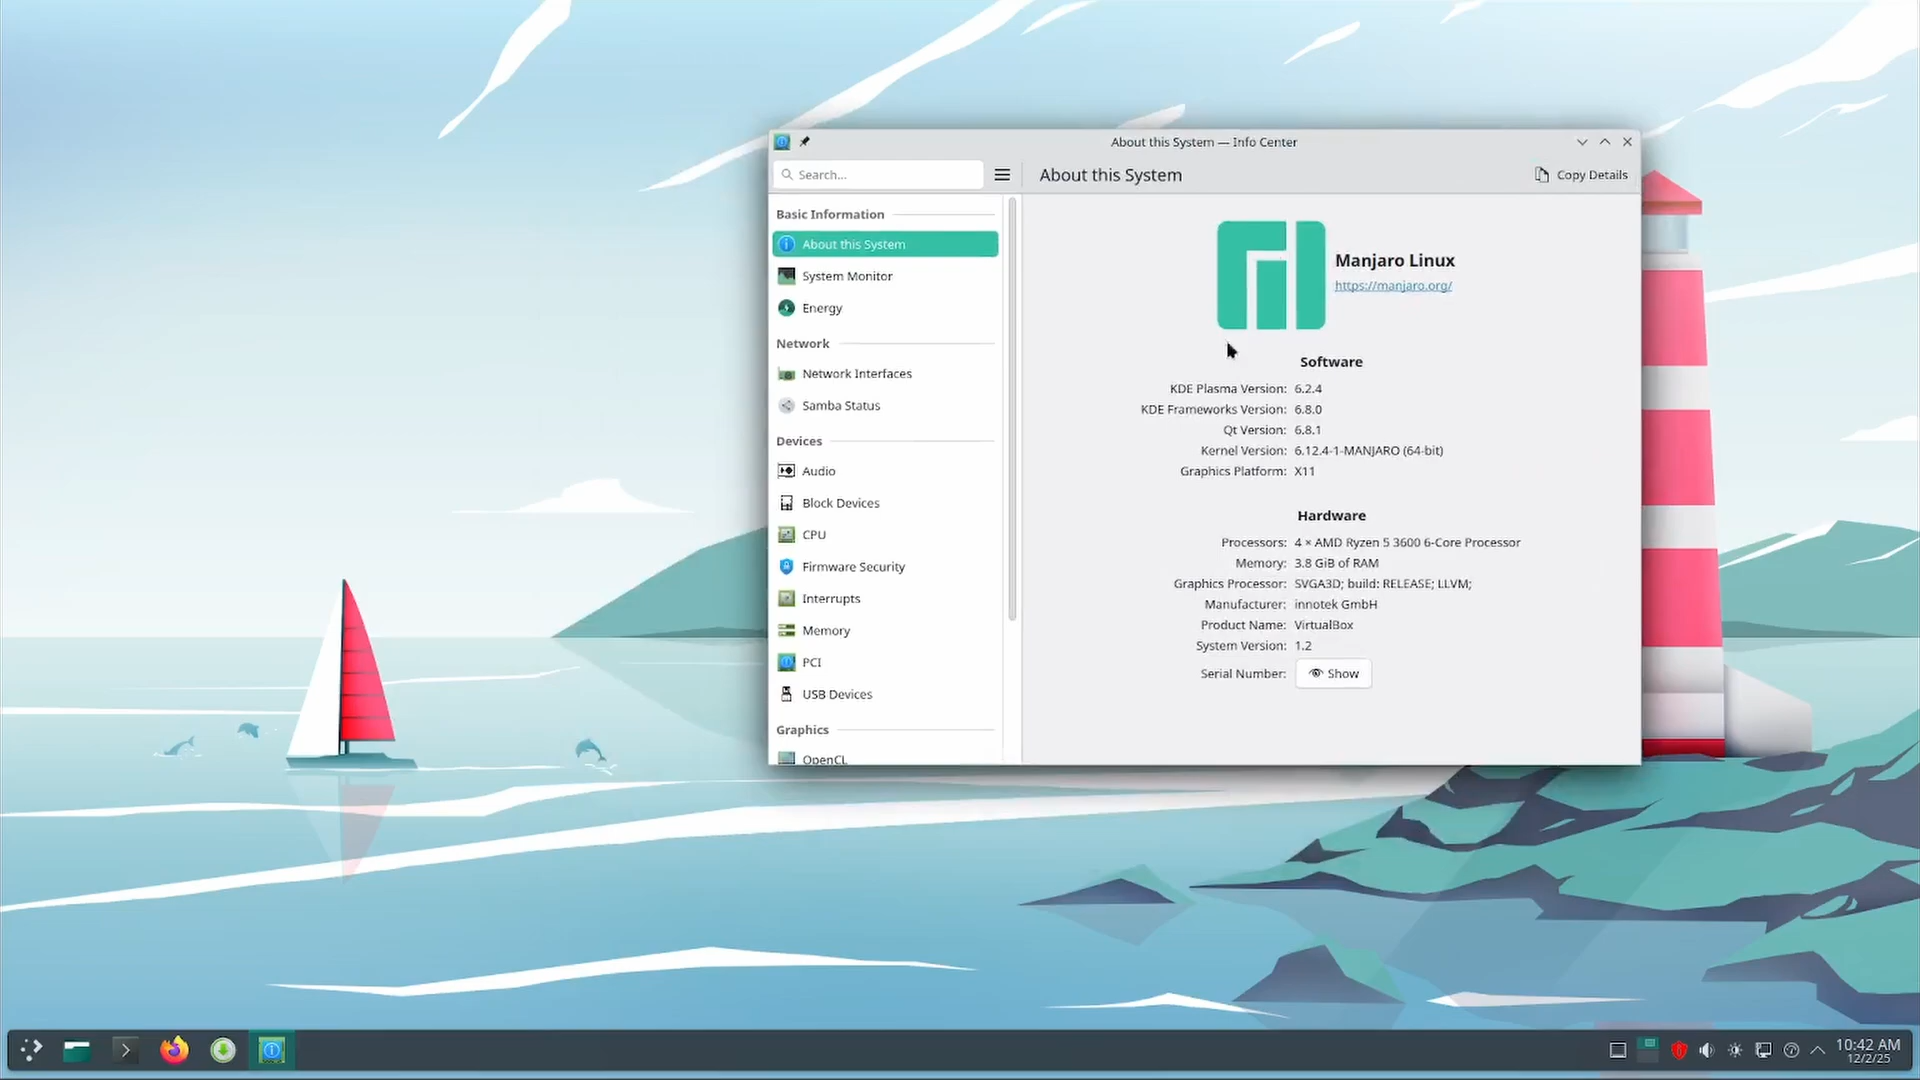 About this System — Info Center
Search...
About this System
Copy Details
Basic Information
About this System
System Monitor
Energy
Network
Network Interfaces
Samba Status
Devices
Audio
Block Devices
CPU
Firmware Security
Interrupts
Memory
PCI
USB Devices
Graphics
OpenCL
Manjaro Linux
https://manjaro.org/
Software
KDE Plasma Version: 6.2.4
KDE Frameworks Version: 6.8.0
Qt Version: 6.8.1
Kernel Version: 6.12.4-1-MANJARO (64-bit)
Graphics Platform: X11
Hardware
Processors: 4 × AMD Ryzen 5 3600 6-Core Processor
Memory: 3.8 GiB of RAM
Graphics Processor: SVGA3D; build: RELEASE; LLVM;
Manufacturer: innotek GmbH
Product Name: VirtualBox
System Version: 1.2
Serial Number: Show
10:42 AM
12/2/25